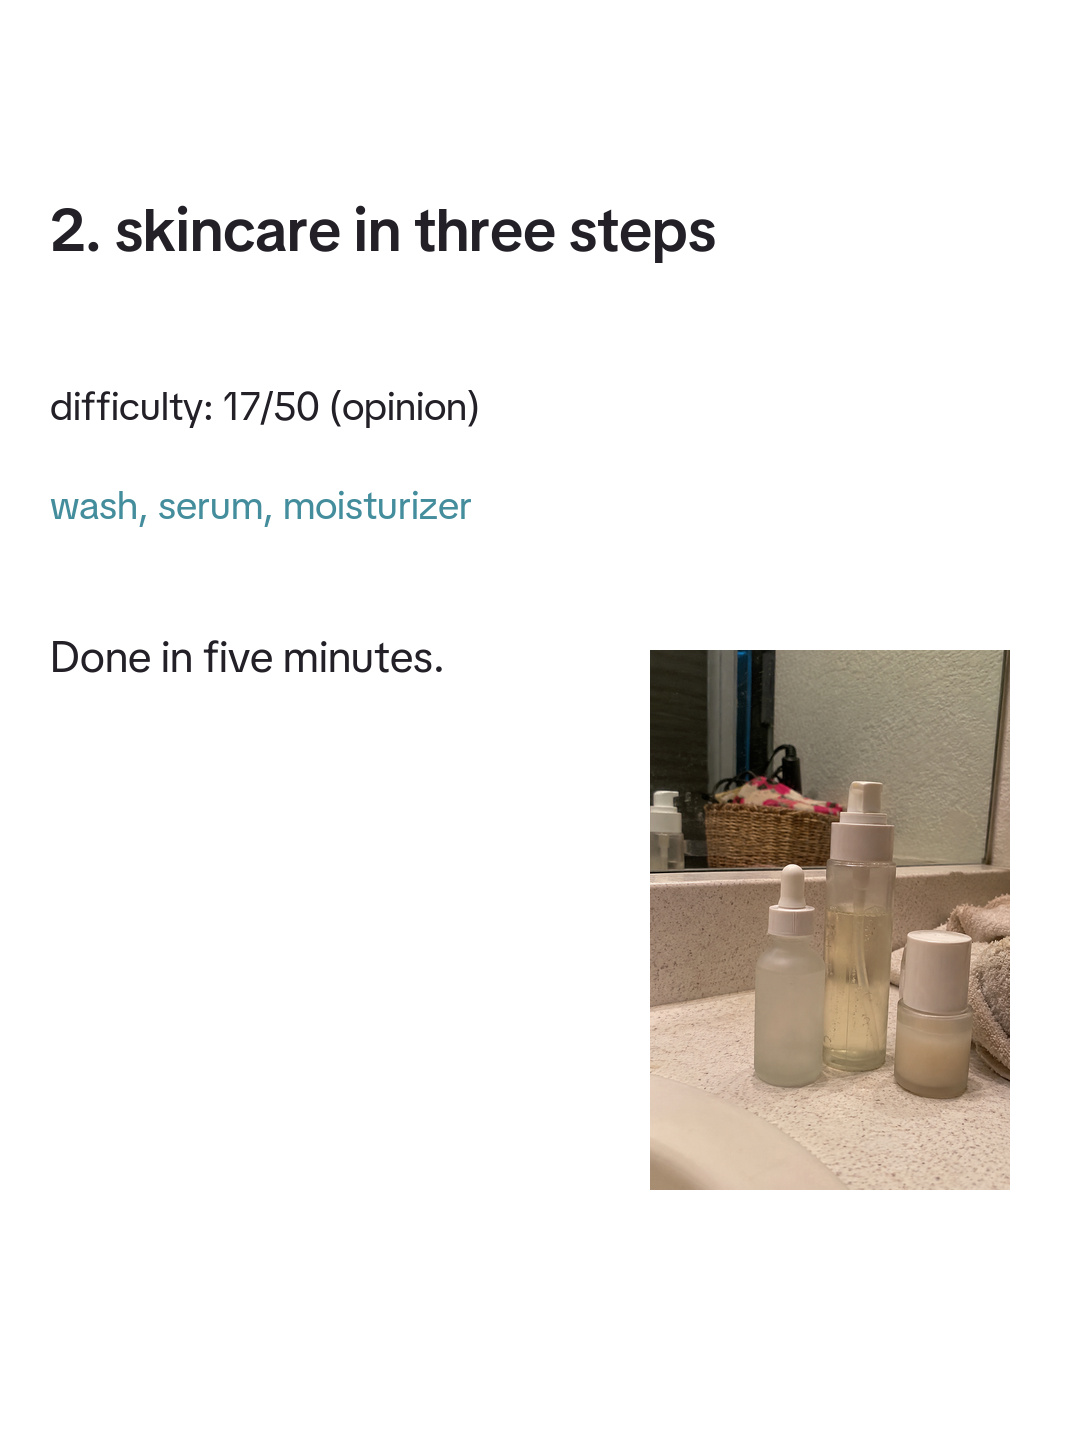 2. skincare in three steps
difficulty: 17/50 (opinion)
wash, serum, moisturizer
Done in five minutes.